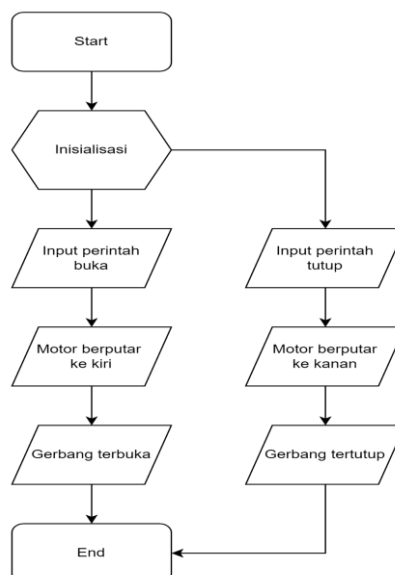 Start
Inisialisasi
Input perintah
buka
Input perintah
tutup
Motor berputar
ke kiri
Motor berputar
ke kanan
Gerbang terbuka
Gerbang tertutup
End